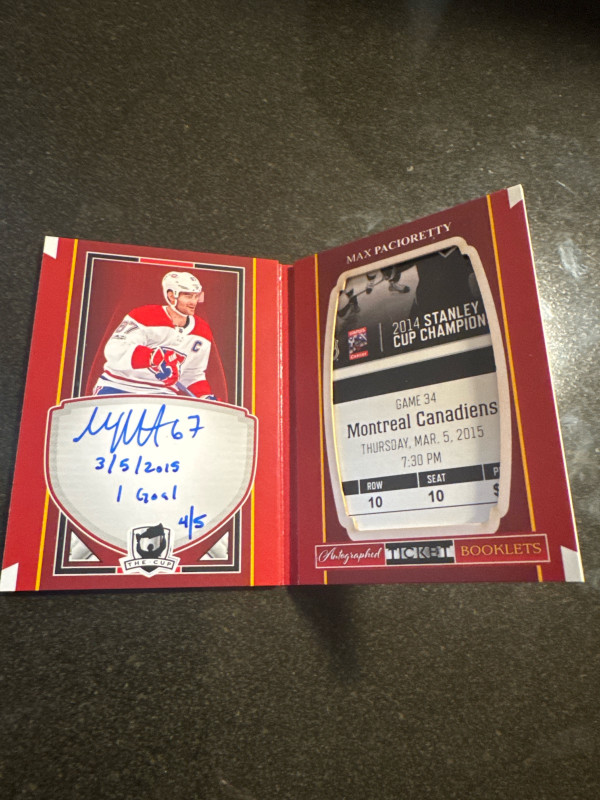 67
C
67
3/5/2015
1 Goal
4/5
THE CUP
MAX PACIORETTY
2014 STANLEY
CUP CHAMPION
GAME 34
Montreal Canadiens
THURSDAY, MAR. 5, 2015
7:30 PM
ROW
SEAT
P
10
10
$
Autographed TICKET BOOKLETS